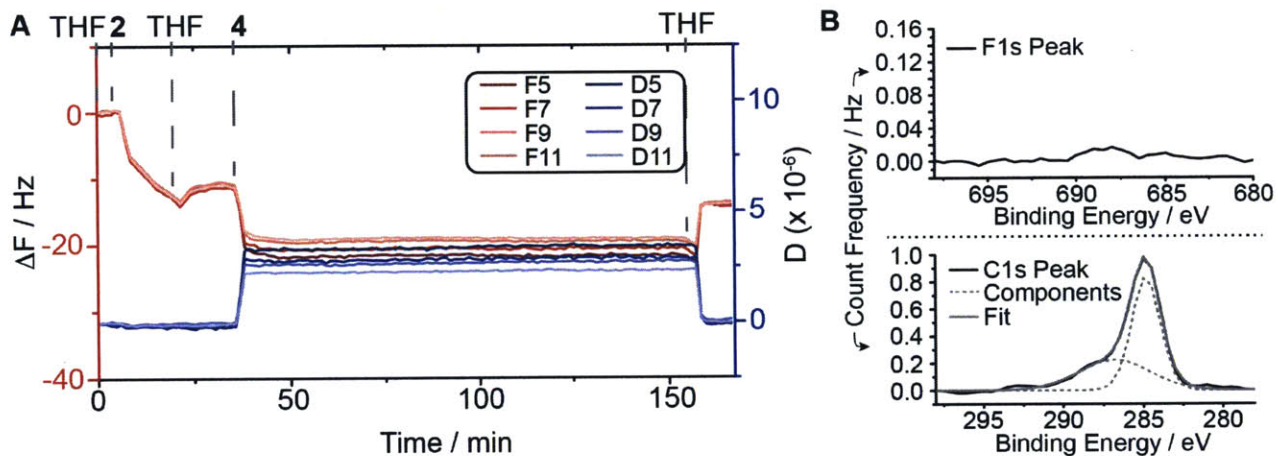 A THF 2 THF 4 THF
F5 D5
F7 D7
F9 D9
F11 D11
0
-20
-40
ΔF / Hz
10
5
0
D (x 10⁻⁶)
0 50 100 150
Time / min
B
F1s Peak
0.16
0.12
0.08
0.04
0.00
695 690 685 680
Binding Energy / eV
Count Frequency / Hz
C1s Peak
Components
Fit
1.0
0.8
0.6
0.4
0.2
0.0
295 290 285 280
Binding Energy / eV